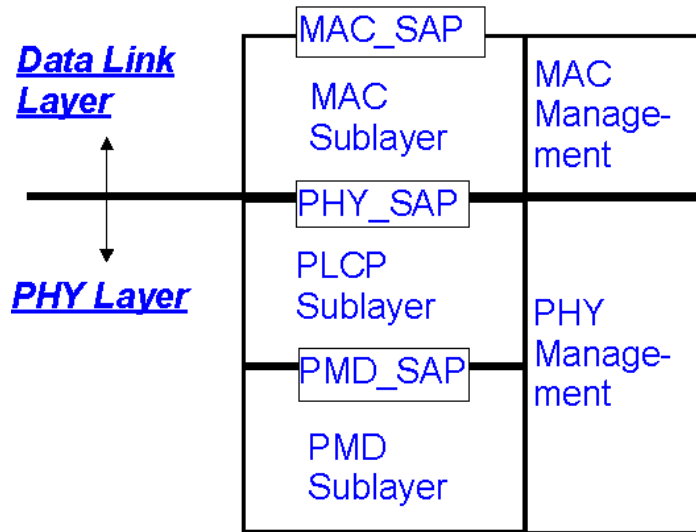 MAC_SAP
Data Link
Layer
MAC
Sublayer
MAC
Manage-
ment
PHY_SAP
PHY Layer
PLCP
Sublayer
PHY
Manage-
ment
PMD_SAP
PMD
Sublayer